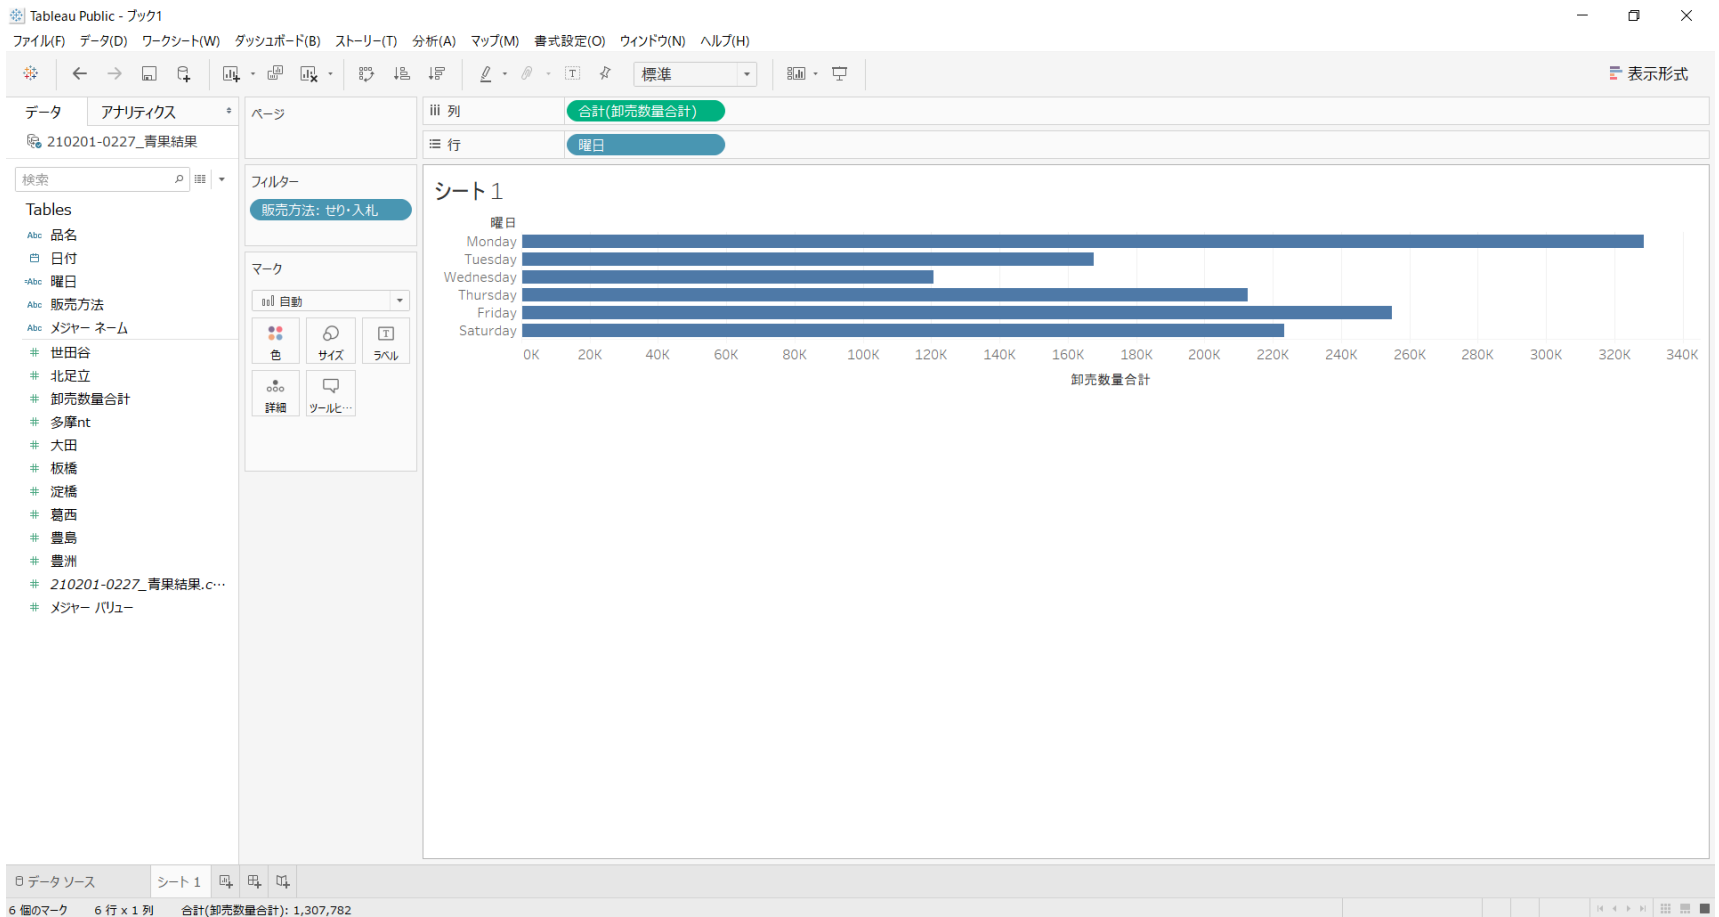 Tableau Public - ブック1
ファイル(F) データ(D) ワークシート(W) ダッシュボード(B) ストーリー(T) 分析(A) マップ(M) 書式設定(O) ウィンドウ(N) ヘルプ(H)
標準
表示形式
データ
アナリティクス
210201-0227_青果結果
検索
Tables
Abc 品名
日付
=Abc 曜日
Abc 販売方法
Abc メジャー ネーム
# 世田谷
# 北足立
# 卸売数量合計
# 多摩nt
# 大田
# 板橋
# 淀橋
# 葛西
# 豊島
# 豊洲
# 210201-0227_青果結果.c…
# メジャー バリュー
ページ
フィルター
販売方法: せり・入札
マーク
自動
色
サイズ
ラベル
詳細
ツールヒ…
列
合計(卸売数量合計)
行
曜日
シート 1
曜日
Monday
Tuesday
Wednesday
Thursday
Friday
Saturday
0K 20K 40K 60K 80K 100K 120K 140K 160K 180K 200K 220K 240K 260K 280K 300K 320K 340K
卸売数量合計
データ ソース
シート 1
6 個のマーク 6 行 x 1 列 合計(卸売数量合計): 1,307,782